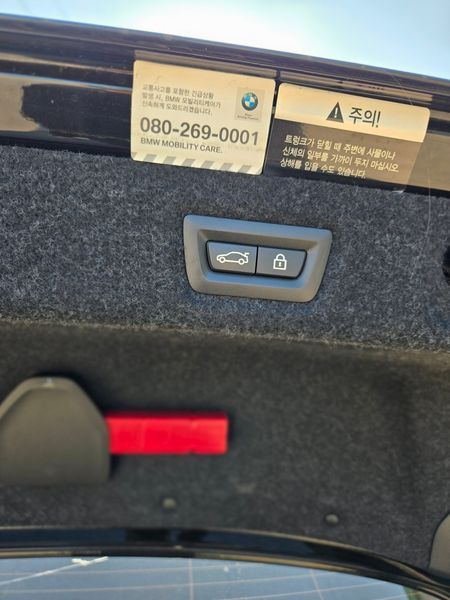 교통사고를 포함한 긴급상황
발생 시, BMW 모빌리티케어가
신속하게 도와드리겠습니다.
080-269-0001
BMW MOBILITY CARE.
주의!
트렁크가 닫힐 때 주변에 사물이나
신체의 일부를 가까이 두지 마십시오
상해를 입을 수도 있습니다.